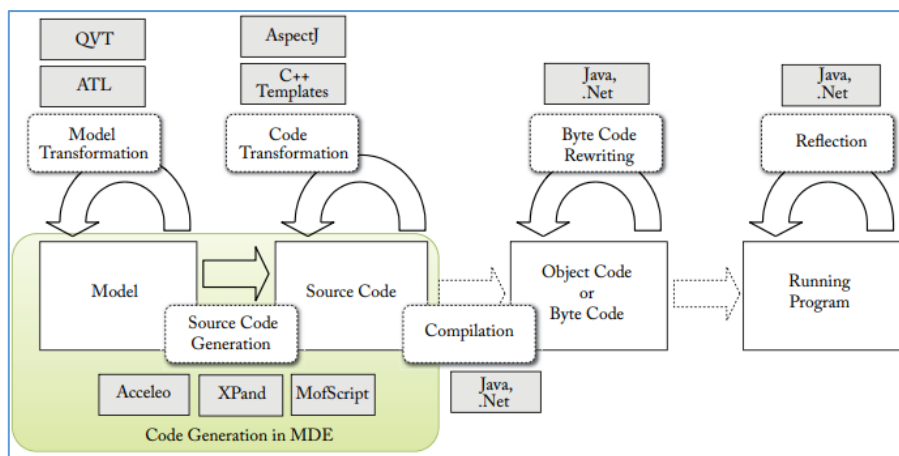 QVT
ATL
Model
Transformation
AspectJ
C++
Templates
Code
Transformation
Java,
.Net
Byte Code
Rewriting
Java,
.Net
Reflection
Model
Source Code
Generation
Source Code
Compilation
Object Code
or
Byte Code
Running
Program
Acceleo
XPand
MofScript
Java,
.Net
Code Generation in MDE